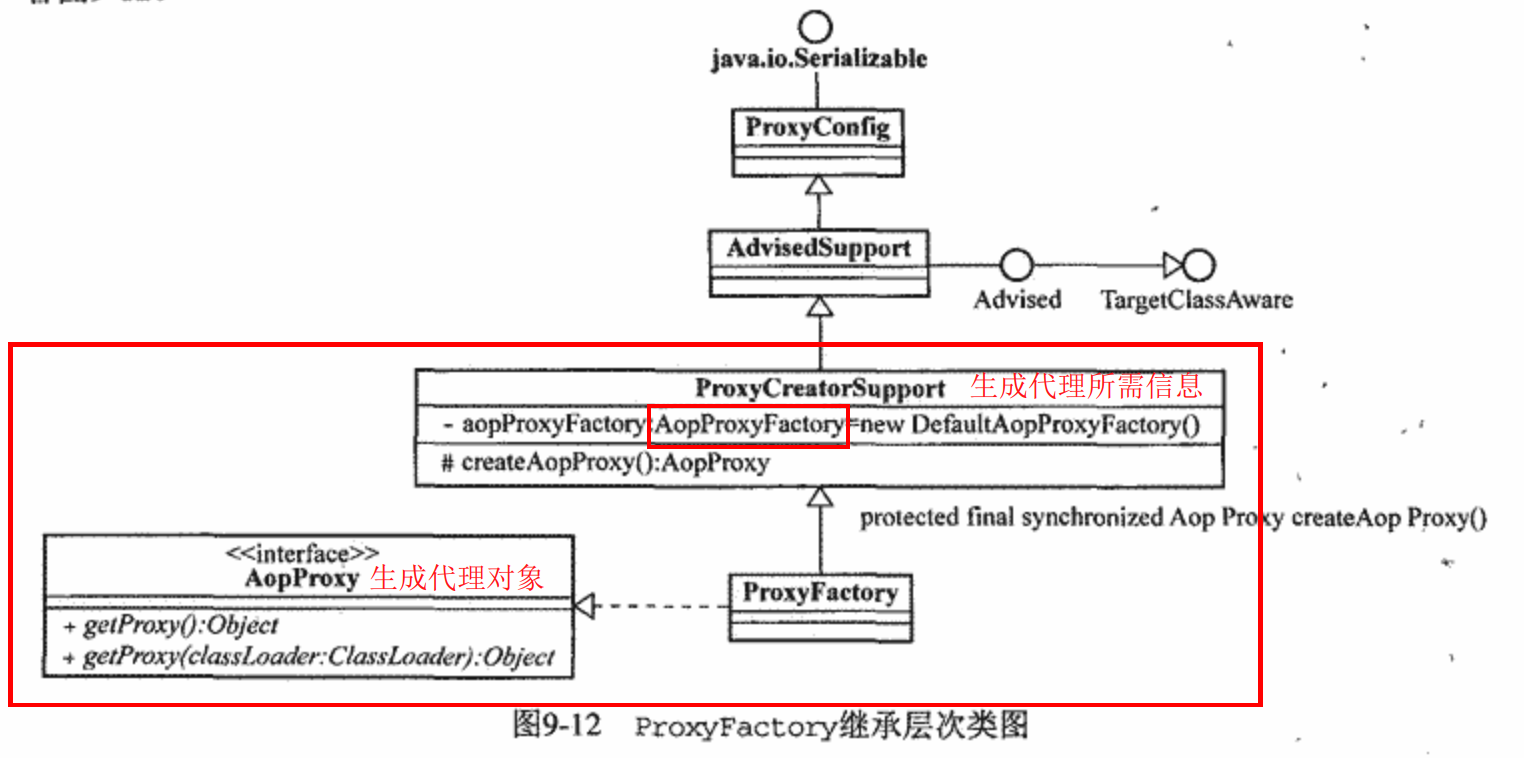 java.io.Serializable
ProxyConfig
AdvisedSupport
Advised
TargetClassAware
ProxyCreatorSupport 生成代理所需信息
- aopProxyFactory:AopProxyFactory=new DefaultAopProxyFactory()
# createAopProxy():AopProxy
protected final synchronized Aop Proxy createAop Proxy()
<<interface>>
AopProxy 生成代理对象
+ getProxy():Object
+ getProxy(classLoader:ClassLoader):Object
ProxyFactory
图9-12 ProxyFactory继承层次类图